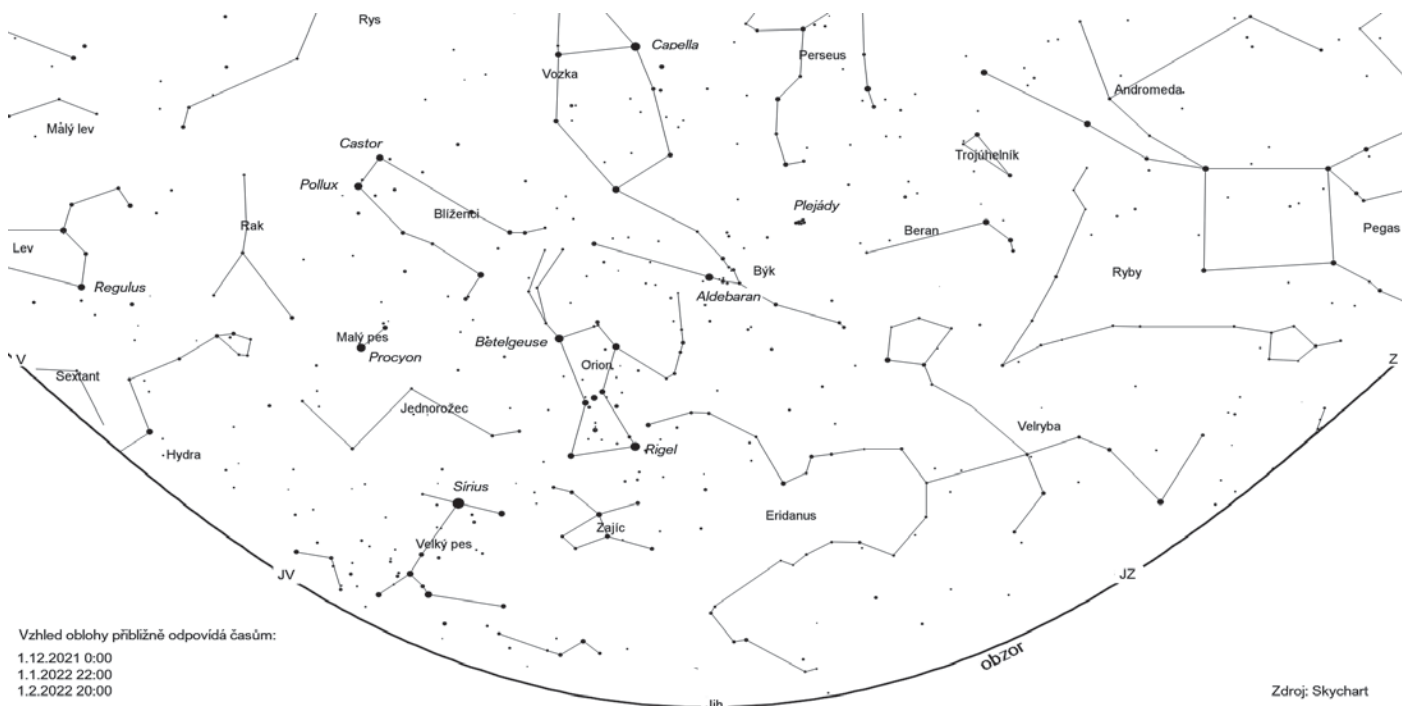 Rys
Capella
Vozka
Perseus
Andromeda
Malý lev
Castor
Trojúhelník
Pollux
Blíženci
Plejády
Rak
Beran
Pegas
Lev
Býk
Ryby
Regulus
Aldebaran
Malý pes
Betelgeuse
Procyon
Orion
V
Z
Sextant
Jednorožec
Velryba
Hydra
Rigel
Sírius
Eridanus
Zajíc
Velký pes
JV
JZ
obzor
Vzhled oblohy přibližně odpovídá časům:
1.12.2021 0:00
1.1.2022 22:00
1.2.2022 20:00
Zdroj: Skychart
Jih